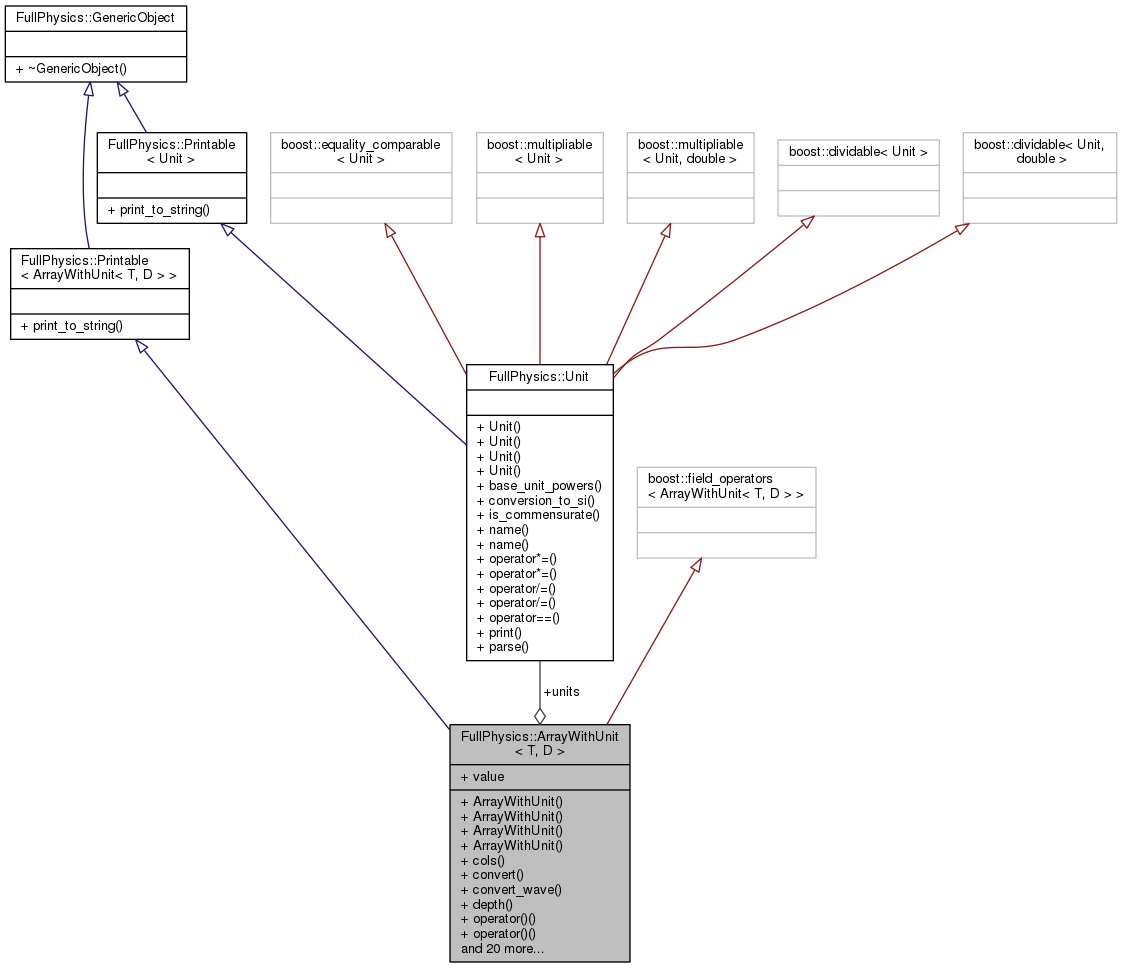 FullPhysics::GenericObject
+ ~GenericObject()
FullPhysics::Printable
< Unit >
+ print_to_string()
boost::equality_comparable
< Unit >
boost::multipliable
< Unit >
boost::multipliable
< Unit, double >
boost::dividable< Unit >
boost::dividable< Unit,
double >
FullPhysics::Printable
< ArrayWithUnit< T, D > >
+ print_to_string()
FullPhysics::Unit
+ Unit()
+ Unit()
+ Unit()
+ Unit()
+ base_unit_powers()
+ conversion_to_si()
+ is_commensurate()
+ name()
+ name()
+ operator*=()
+ operator*=()
+ operator/=()
+ operator/=()
+ operator==()
+ print()
+ parse()
boost::field_operators
< ArrayWithUnit< T, D > >
+units
FullPhysics::ArrayWithUnit
< T, D >
+ value
+ ArrayWithUnit()
+ ArrayWithUnit()
+ ArrayWithUnit()
+ ArrayWithUnit()
+ cols()
+ convert()
+ convert_wave()
+ depth()
+ operator()()
+ operator()()
and 20 more...